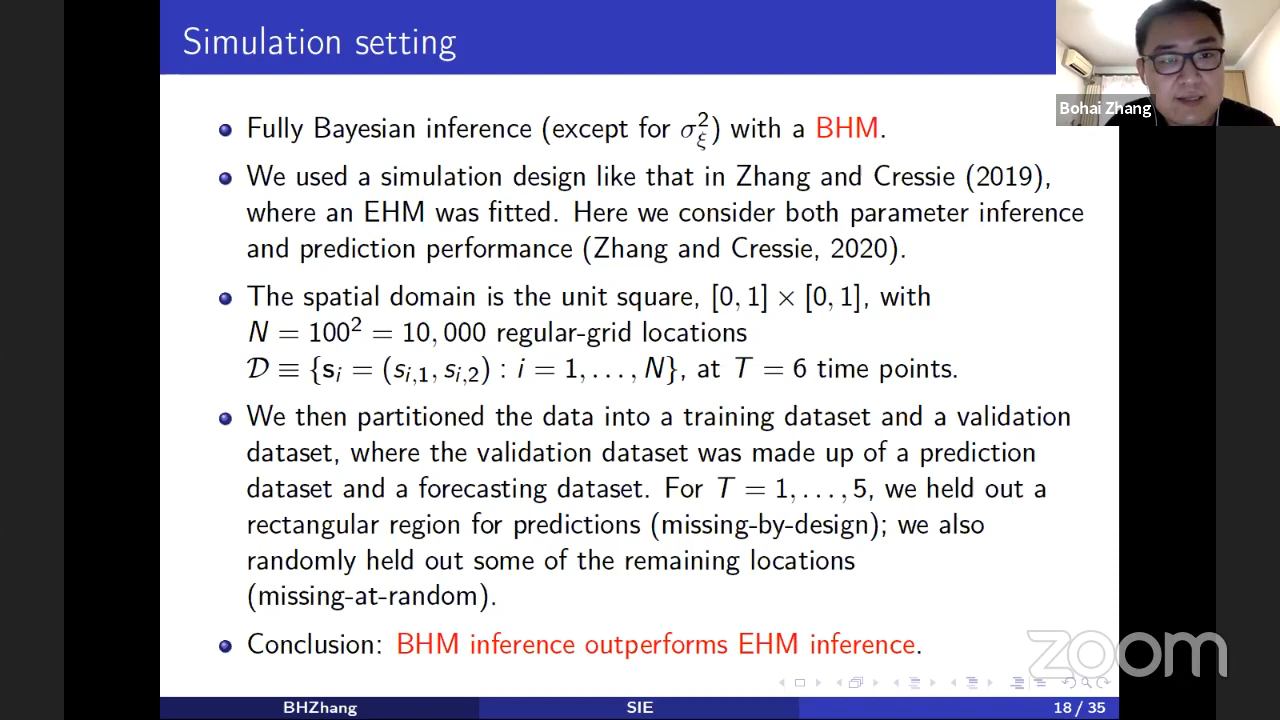 Simulation setting
Bohai Zhang
Fully Bayesian inference (except for σ²_ξ) with a BHM.
We used a simulation design like that in Zhang and Cressie (2019),
where an EHM was fitted. Here we consider both parameter inference
and prediction performance (Zhang and Cressie, 2020).
The spatial domain is the unit square, [0, 1] × [0, 1], with
N = 100² = 10,000 regular-grid locations
𝒟 ≡ {s_i = (s_{i,1}, s_{i,2}) : i = 1, . . . , N}, at T = 6 time points.
We then partitioned the data into a training dataset and a validation
dataset, where the validation dataset was made up of a prediction
dataset and a forecasting dataset. For T = 1, . . . , 5, we held out a
rectangular region for predictions (missing-by-design); we also
randomly held out some of the remaining locations
(missing-at-random).
Conclusion: BHM inference outperforms EHM inference.
zoom
BHZhang
SIE
18 / 35